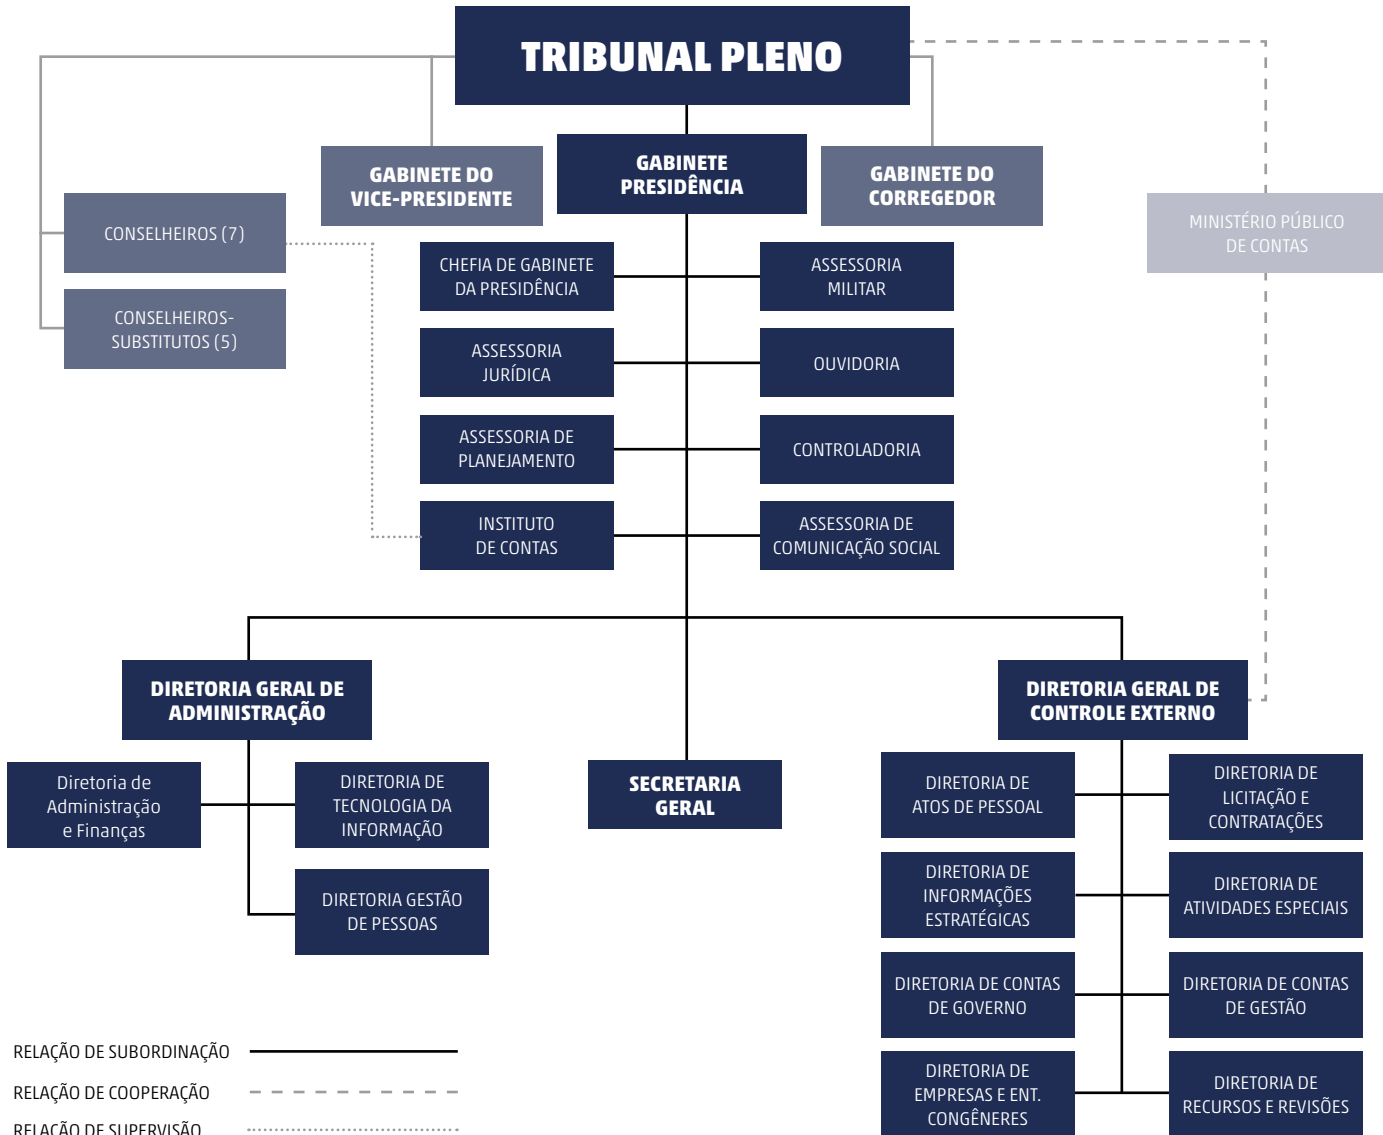 TRIBUNAL PLENO
GABINETE DO
VICE-PRESIDENTE
GABINETE
PRESIDÊNCIA
GABINETE DO
CORREGEDOR
CONSELHEIROS (7)
CONSELHEIROS-
SUBSTITUTOS (5)
MINISTÉRIO PÚBLICO
DE CONTAS
CHEFIA DE GABINETE
DA PRESIDÊNCIA
ASSESSORIA
MILITAR
ASSESSORIA
JURÍDICA
OUVIDORIA
ASSESSORIA DE
PLANEJAMENTO
CONTROLADORIA
INSTITUTO
DE CONTAS
ASSESSORIA DE
COMUNICAÇÃO SOCIAL
DIRETORIA GERAL DE
ADMINISTRAÇÃO
DIRETORIA GERAL DE
CONTROLE EXTERNO
Diretoria de
Administração
e Finanças
DIRETORIA DE
TECNOLOGIA DA
INFORMAÇÃO
DIRETORIA GESTÃO
DE PESSOAS
SECRETARIA
GERAL
DIRETORIA DE
ATOS DE PESSOAL
DIRETORIA DE
LICITAÇÃO E
CONTRATAÇÕES
DIRETORIA DE
INFORMAÇÕES
ESTRATÉGICAS
DIRETORIA DE
ATIVIDADES ESPECIAIS
DIRETORIA DE CONTAS
DE GOVERNO
DIRETORIA DE CONTAS
DE GESTÃO
DIRETORIA DE
EMPRESAS E ENT.
CONGÊNERES
DIRETORIA DE
RECURSOS E REVISÕES
RELAÇÃO DE SUBORDINAÇÃO
RELAÇÃO DE COOPERAÇÃO
RELAÇÃO DE SUPERVISÃO